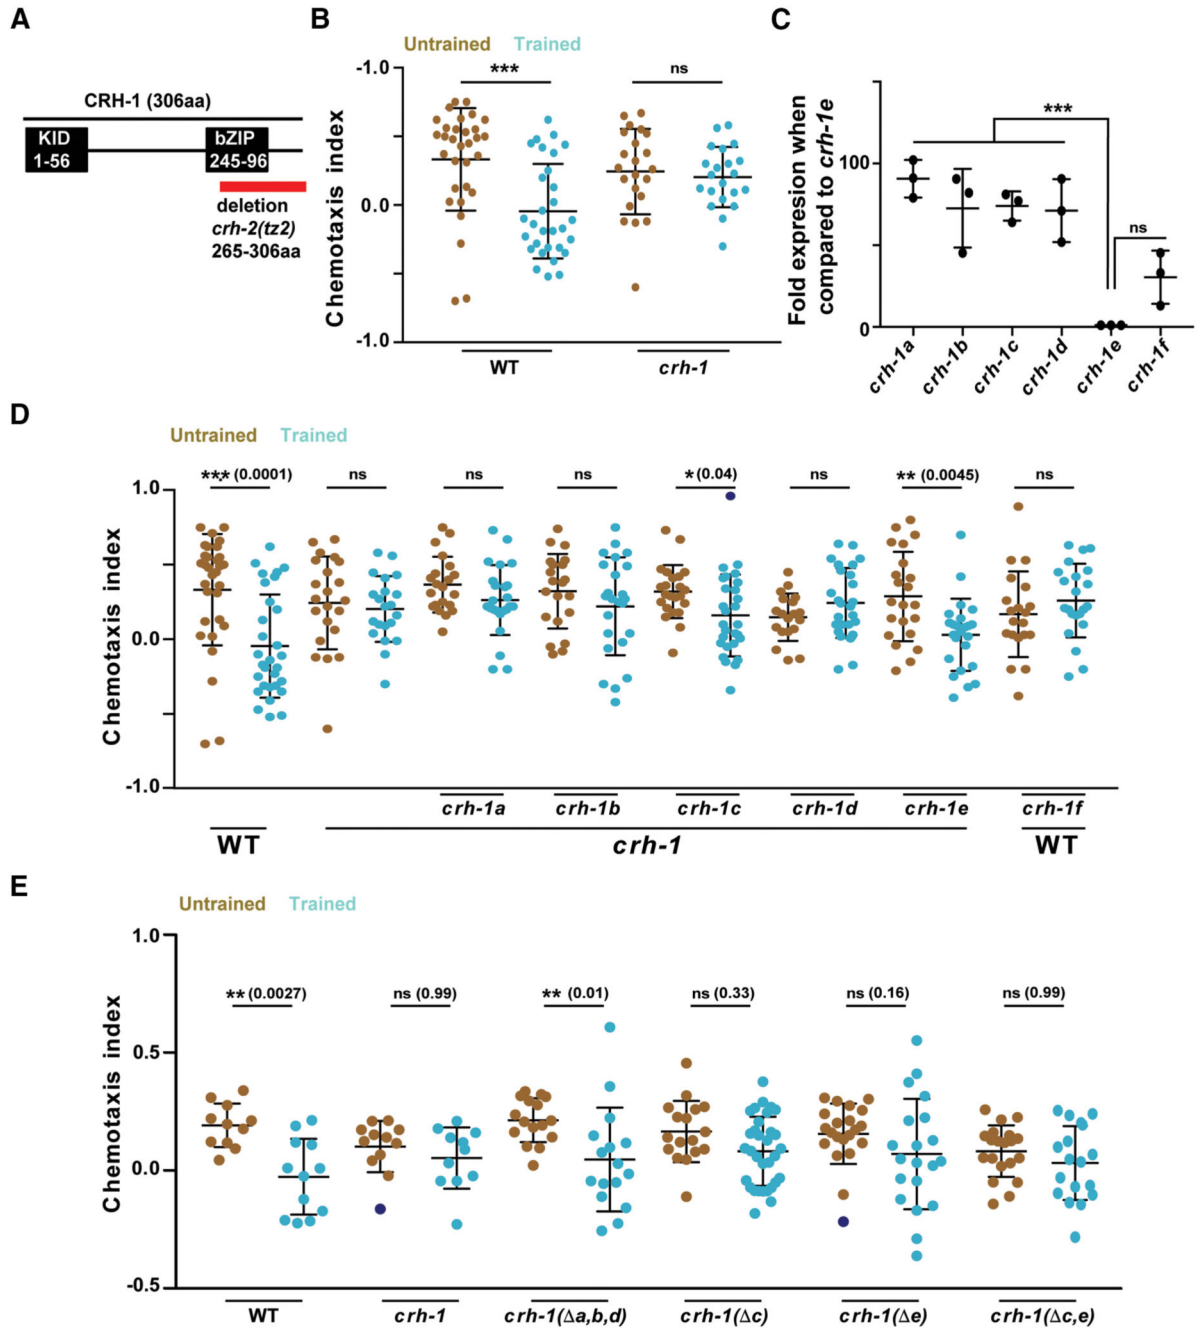 A
CRH-1 (306aa)
KID
1-56
bZIP
245-96
deletion
crh-2(tz2)
265-306aa
B
Untrained Trained
Chemotaxis index
-1.0
0.0
-1.0
***
ns
WT
crh-1
C
Fold expresion when
compared to crh-1e
100
0
***
ns
crh-1a
crh-1b
crh-1c
crh-1d
crh-1e
crh-1f
D
Untrained Trained
Chemotaxis index
1.0
0.0
-1.0
*** (0.0001)
ns
ns
ns
* (0.04)
ns
** (0.0045)
ns
crh-1a crh-1b crh-1c crh-1d crh-1e crh-1f
WT crh-1 WT
E
Untrained Trained
Chemotaxis index
1.0
0.5
0.0
-0.5
** (0.0027)
ns (0.99)
** (0.01)
ns (0.33)
ns (0.16)
ns (0.99)
WT crh-1 crh-1(Δa,b,d) crh-1(Δc) crh-1(Δe) crh-1(Δc,e)